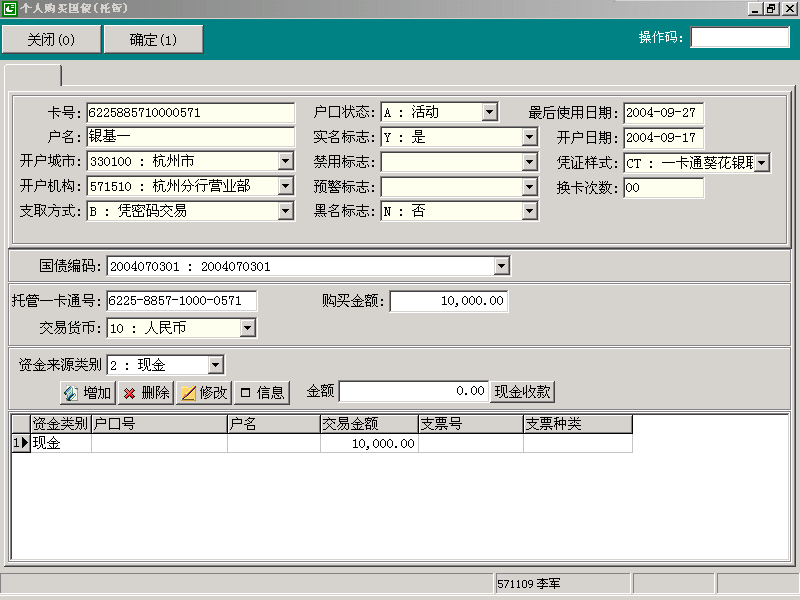 个人购买国债(托管)
关闭(0) 确定(1) 操作码:
卡号: 6225885710000571 户口状态: A : 活动 最后使用日期: 2004-09-27
户名: 银基一 实名标志: Y : 是 开户日期: 2004-09-17
开户城市: 330100 : 杭州市 禁用标志: 凭证样式: CT : 一卡通葵花银联
开户机构: 571510 : 杭州分行营业部 预警标志: 换卡次数: 00
支取方式: B : 凭密码交易 黑名标志: N : 否
国债编码: 2004070301 : 2004070301
托管一卡通号: 6225-8857-1000-0571 购买金额: 10,000.00
交易货币: 10 : 人民币
资金来源类别 2 : 现金
增加 删除 修改 信息 金额 0.00 现金收款
资金类别 户口号 户名 交易金额 支票号 支票种类
1 现金 10,000.00
571109 李军